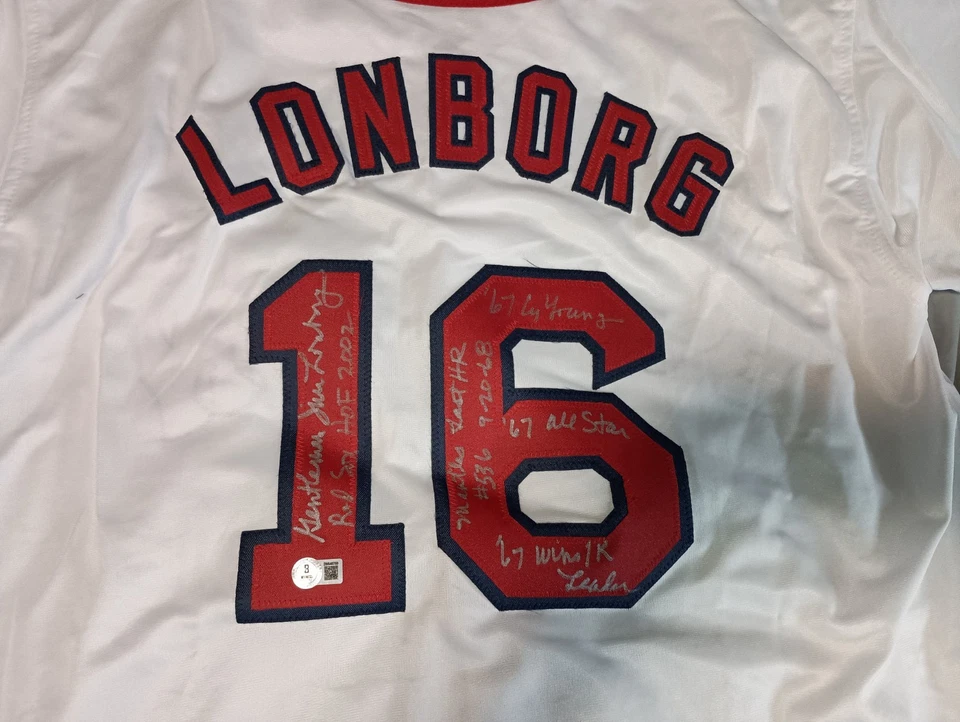 LONBORG
16
Gentleman Jim Lonborg
Red Sox HOF 2002
'67 Cy Young
Mantles Last HR
#536 9-20-68
'67 all Star
'67 wins/K
Leader
B